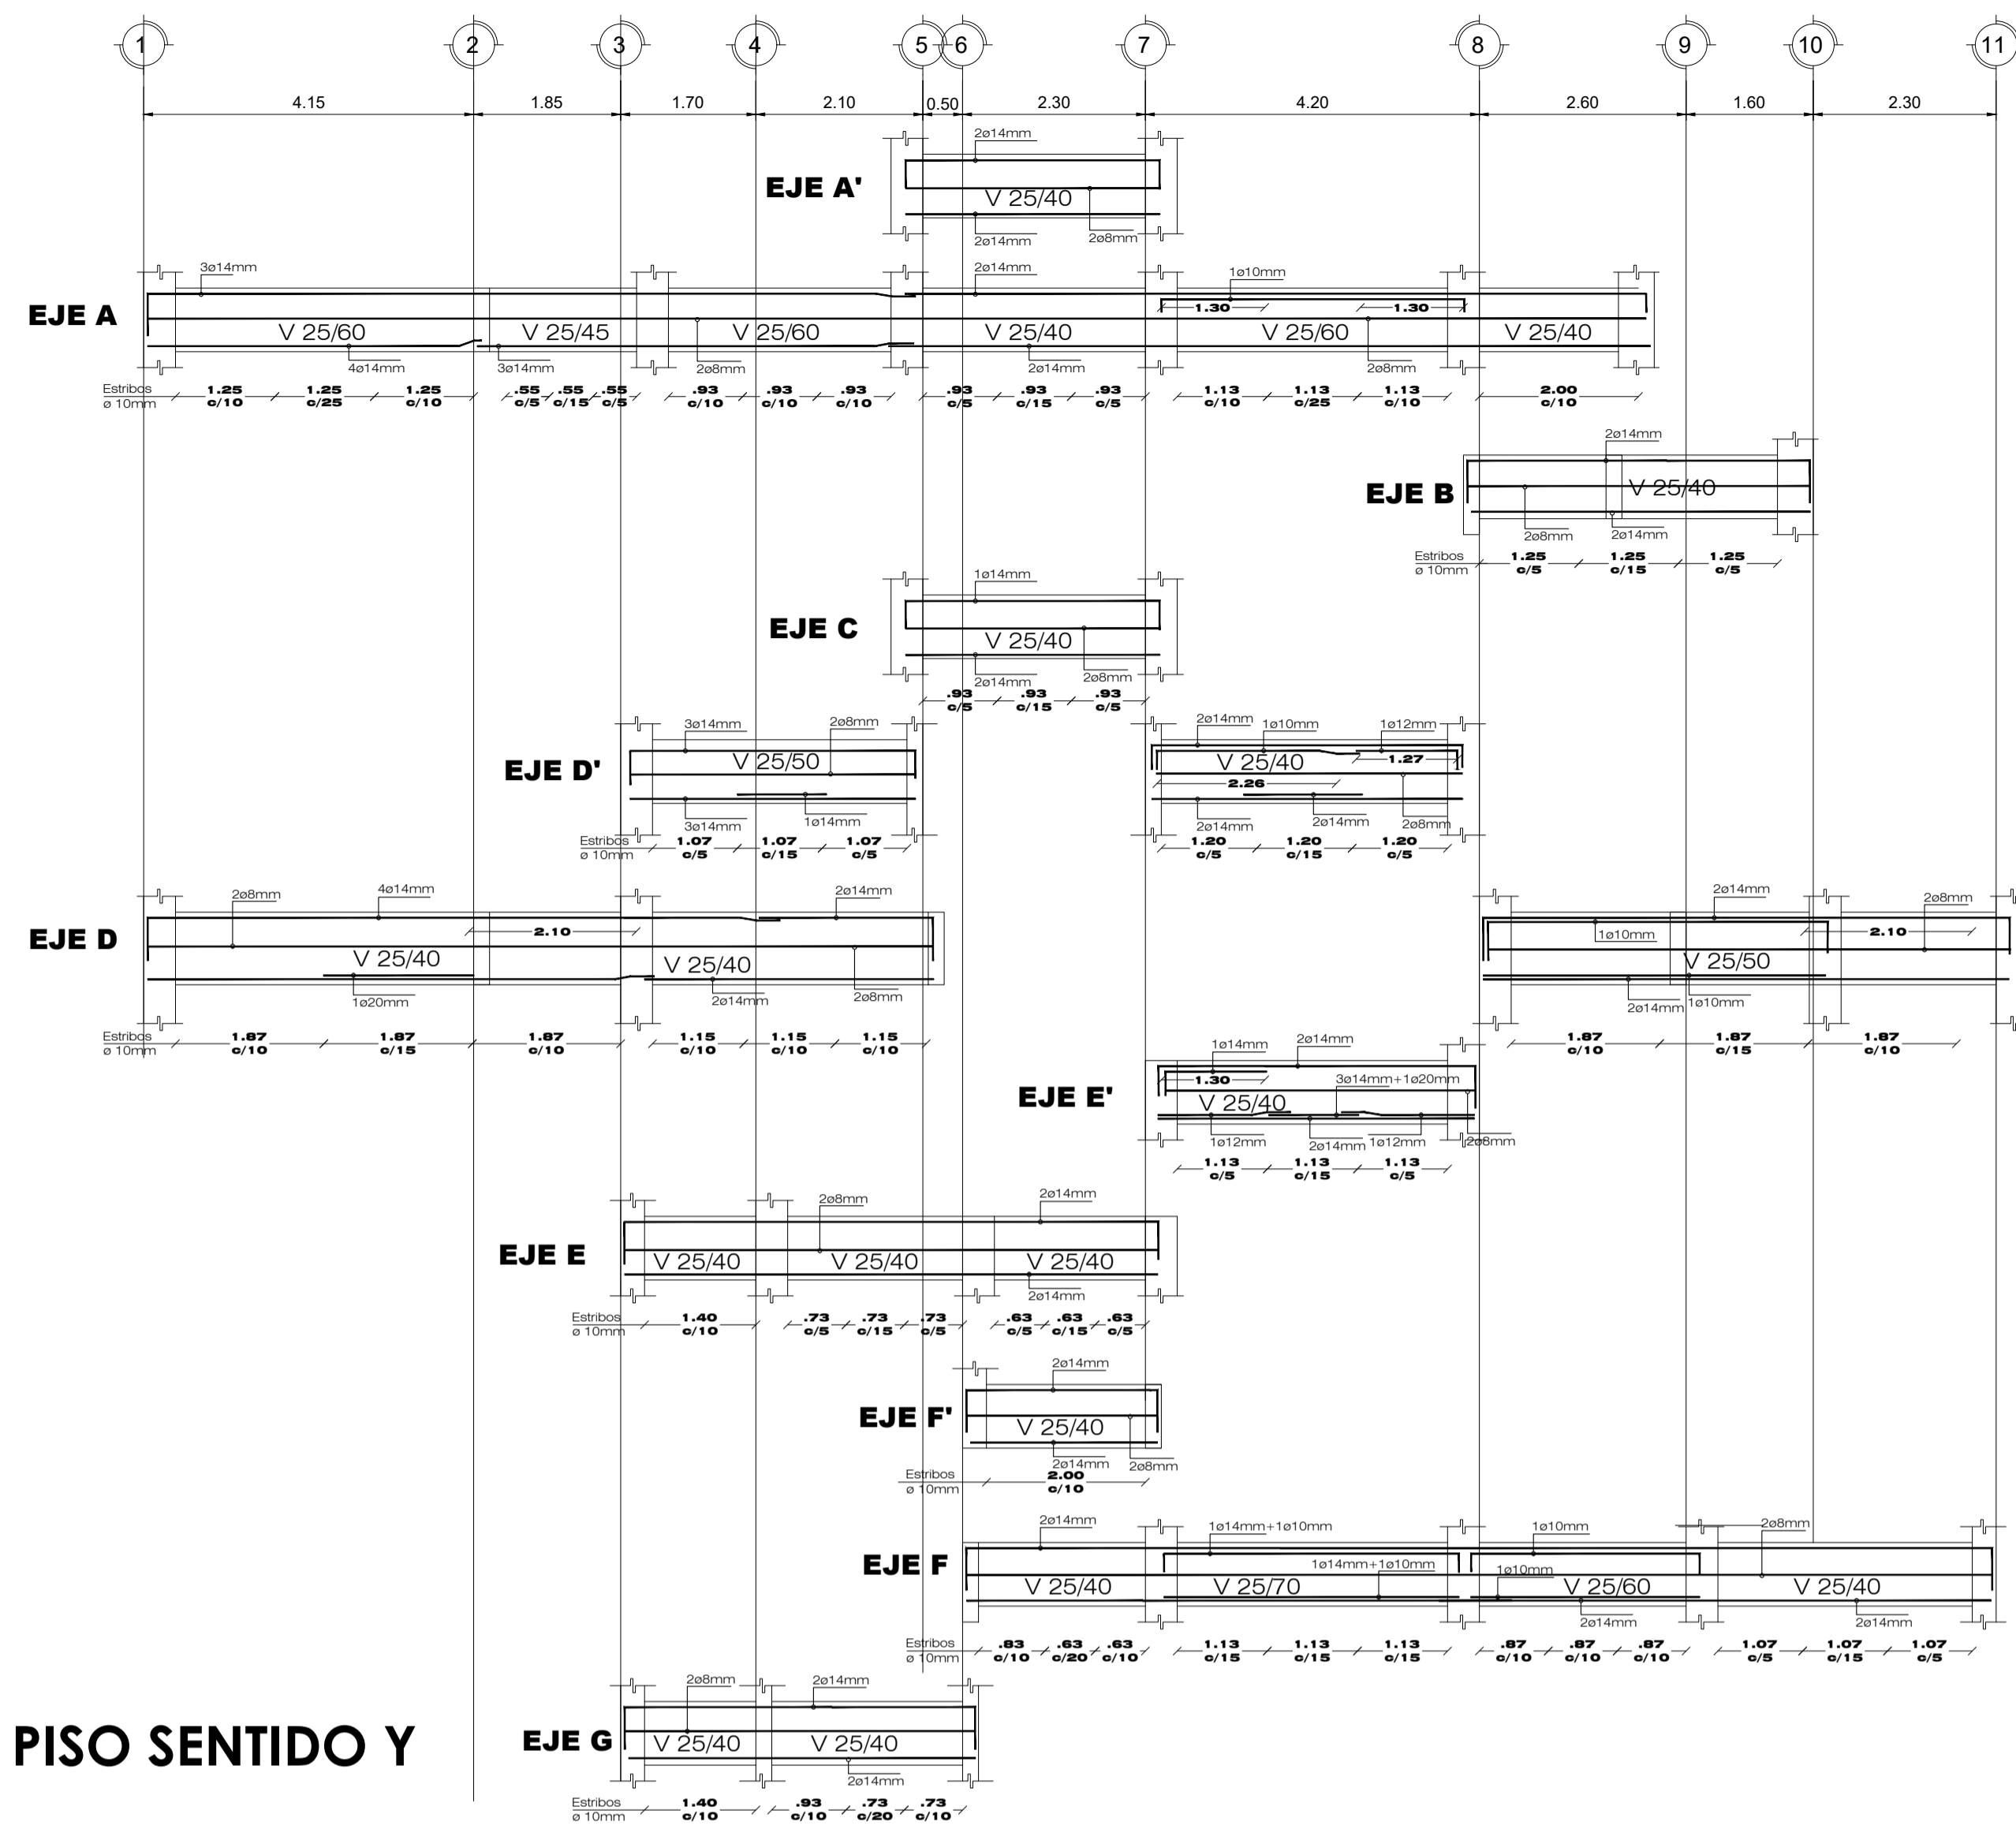 1 2 3 4 5 6 7 8 9 10 11
4.15 1.85 1.70 2.10 0.50 2.30 4.20 2.60 1.60 2.30
2ø14mm
EJE A'
V 25/40
2ø14mm 2ø8mm
3ø14mm 2ø14mm 1ø10mm
1.30 1.30
EJE A
V 25/60 V 25/45 V 25/60 V 25/40 V 25/60 V 25/40
4ø14mm 3ø14mm 2ø8mm 2ø14mm 2ø8mm
Estribos 1.25 1.25 1.25 .55 .55 .55 .93 .93 .93 .93 .93 .93 1.13 1.13 1.13 2.00
ø 10mm c/10 c/25 c/10 c/5 c/15 c/5 c/10 c/10 c/10 c/5 c/15 c/5 c/10 c/25 c/10 c/10
2ø14mm
EJE B
V 25/40
2ø8mm 2ø14mm
Estribos 1.25 1.25 1.25
ø 10mm c/5 c/15 c/5
1ø14mm
EJE C
V 25/40
2ø14mm 2ø8mm
.93 .93 .93
c/5 c/15 c/5
3ø14mm 2ø8mm 2ø14mm 1ø10mm 1ø12mm
EJE D'
V 25/50 V 25/40 1.27
2.26
3ø14mm 1ø14mm 2ø14mm 2ø14mm 2ø8mm
Estribos 1.07 1.07 1.07 1.20 1.20 1.20
ø 10mm c/5 c/15 c/5 c/5 c/15 c/5
2ø8mm 4ø14mm 2ø14mm 2ø14mm 2ø8mm
EJE D
2.10 1ø10mm 2.10
V 25/40 V 25/40 V 25/50
1ø20mm 2ø14mm 2ø8mm 2ø14mm 1ø10mm
Estribos 1.87 1.87 1.87 1.15 1.15 1.15 1.87 1.87 1.87
ø 10mm c/10 c/15 c/10 c/10 c/10 c/10 c/10 c/15 c/10
1ø14mm 2ø14mm
1.30 3ø14mm+1ø20mm
EJE E'
V 25/40
1ø12mm 2ø14mm 1ø12mm 2ø8mm
1.13 1.13 1.13
c/5 c/15 c/5
2ø8mm 2ø14mm
EJE E
V 25/40 V 25/40 V 25/40
2ø14mm
Estribos 1.40 .73 .73 .73 .63 .63 .63
ø 10mm c/10 c/5 c/15 c/5 c/5 c/15 c/5
2ø14mm
EJE F'
V 25/40
2ø14mm 2ø8mm
Estribos 2.00
ø 10mm c/10
2ø14mm 1ø14mm+1ø10mm 1ø10mm 2ø8mm
EJE F
1ø14mm+1ø10mm 1ø10mm
V 25/40 V 25/70 V 25/60 V 25/40
2ø14mm 2ø14mm
Estribos .83 .63 .63 1.13 1.13 1.13 .87 .87 .87 1.07 1.07 1.07
ø 10mm c/10 c/20 c/10 c/15 c/15 c/15 c/10 c/10 c/10 c/5 c/15 c/5
2ø8mm 2ø14mm
EJE G
V 25/40 V 25/40
2ø14mm
PISO SENTIDO Y
Estribos 1.40 .93 .73 .73
ø 10mm c/10 c/10 c/20 c/10